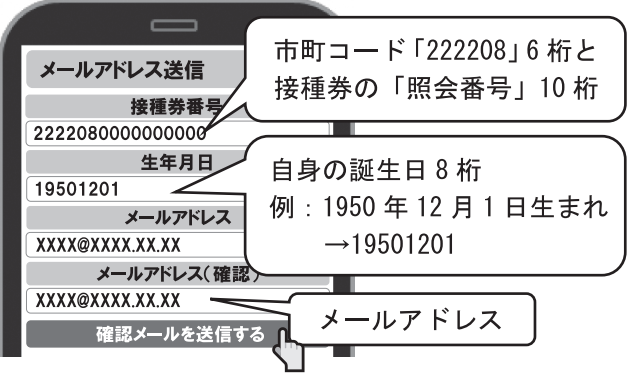 メールアドレス送信
接種券番号
2222080000000000
生年月日
19501201
メールアドレス
XXXX@XXXX.XX.XX
メールアドレス(確認)
XXXX@XXXX.XX.XX
確認メールを送信する
市町コード「222208」6桁と
接種券の「照会番号」10桁
自身の誕生日8桁
例：1950年12月1日生まれ
→19501201
メールアドレス